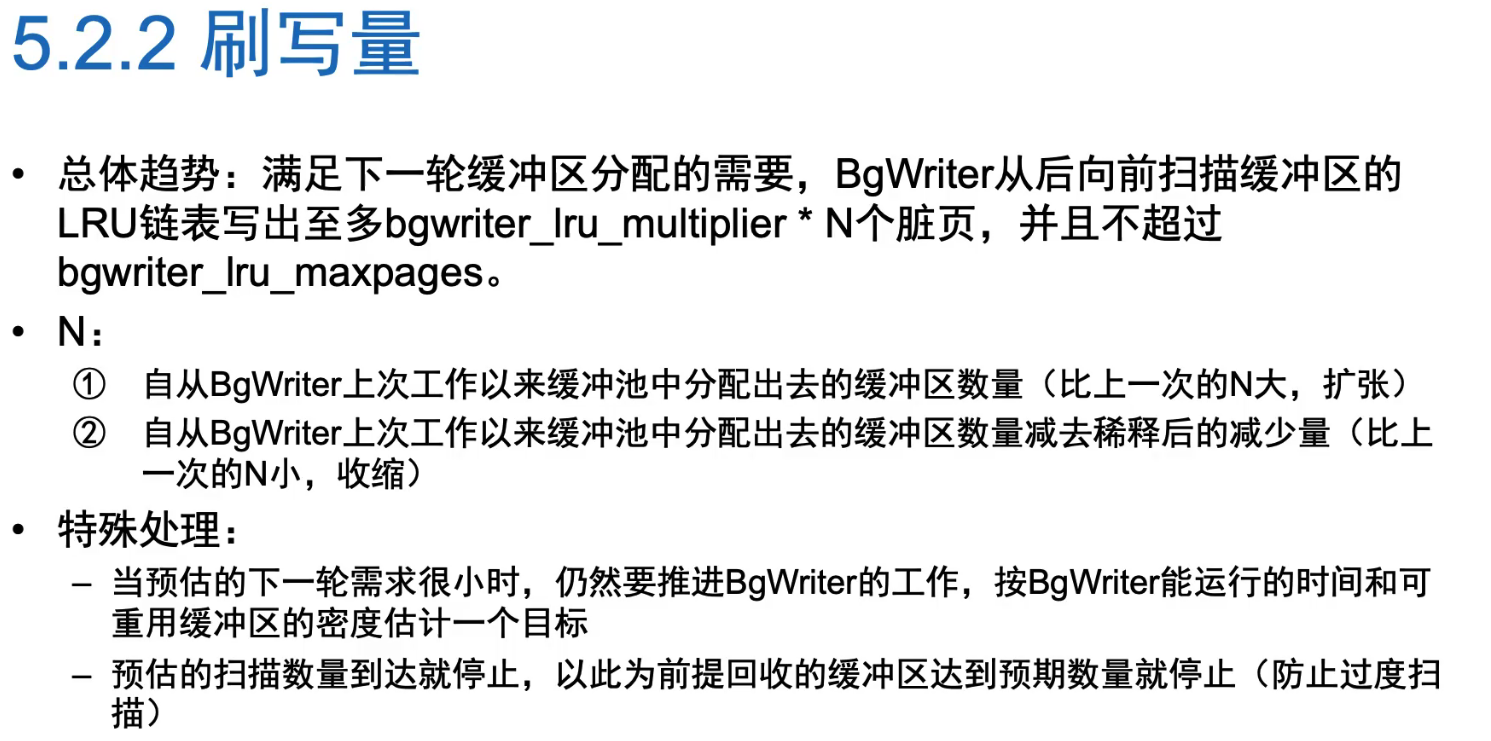 5.2.2 刷写量
• 总体趋势：满足下一轮缓冲区分配的需要，BgWriter从后向前扫描缓冲区的
LRU链表写出至多bgwriter_lru_multiplier * N个脏页，并且不超过
bgwriter_lru_maxpages。
• N：
① 自从BgWriter上次工作以来缓冲池中分配出去的缓冲区数量（比上一次的N大，扩张）
② 自从BgWriter上次工作以来缓冲池中分配出去的缓冲区数量减去稀释后的减少量（比上
一次的N小，收缩）
• 特殊处理：
– 当预估的下一轮需求很小时，仍然要推进BgWriter的工作，按BgWriter能运行的时间和可
重用缓冲区的密度估计一个目标
– 预估的扫描数量到达就停止，以此为前提回收的缓冲区达到预期数量就停止（防止过度扫
描）